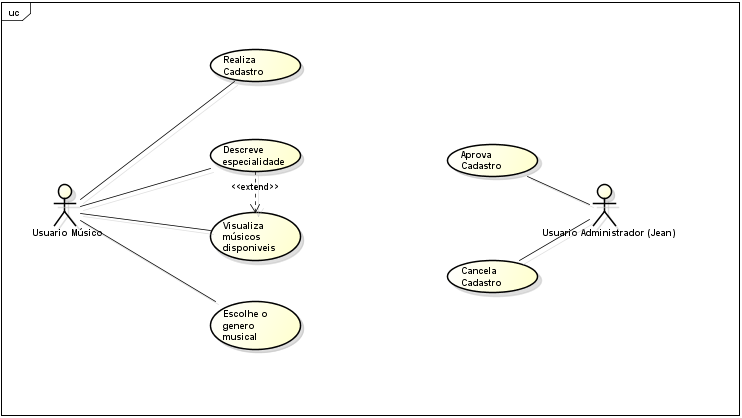 uc
Realiza
Cadastro
Descreve
especialidade
<<extend>>
Visualiza
músicos
disponiveis
Escolhe o
genero
musical
Usuario Músico
Aprova
Cadastro
Usuario Administrador (Jean)
Cancela
Cadastro